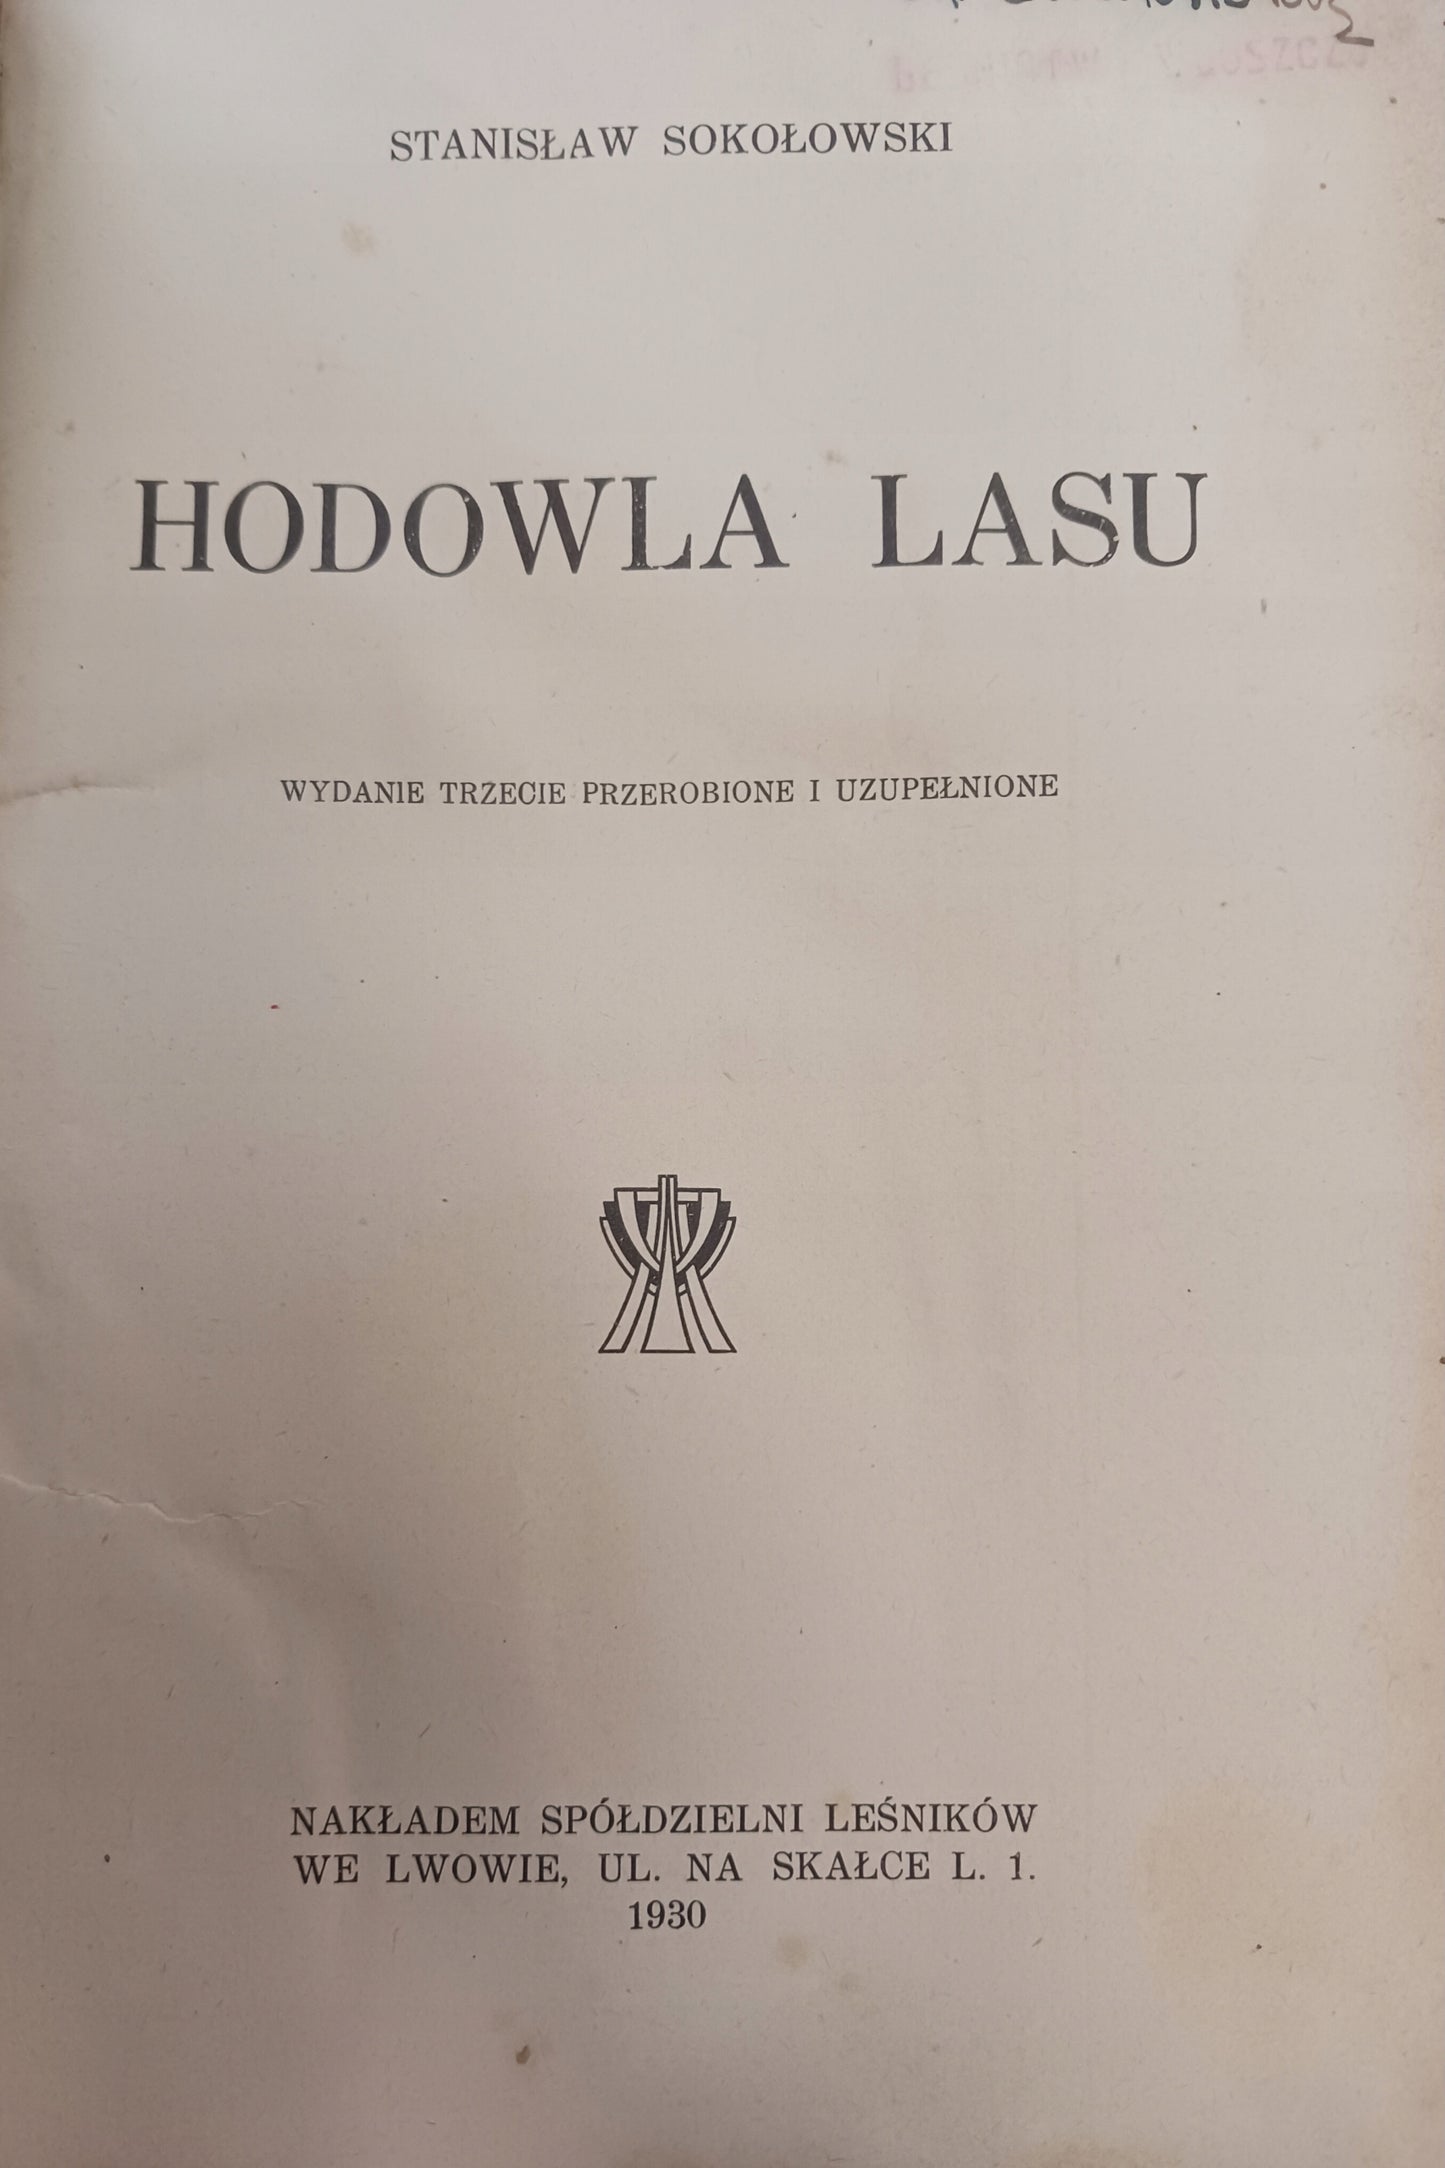 STANISŁAW SOKOŁOWSKI
HODOWLA LASU
WYDANIE TRZECIE PRZEROBIONE I UZUPEŁNIONE
NAKŁADEM SPÓŁDZIELNI LEŚNIKÓW
WE LWOWIE, UL. NA SKAŁCE L. 1.
1930